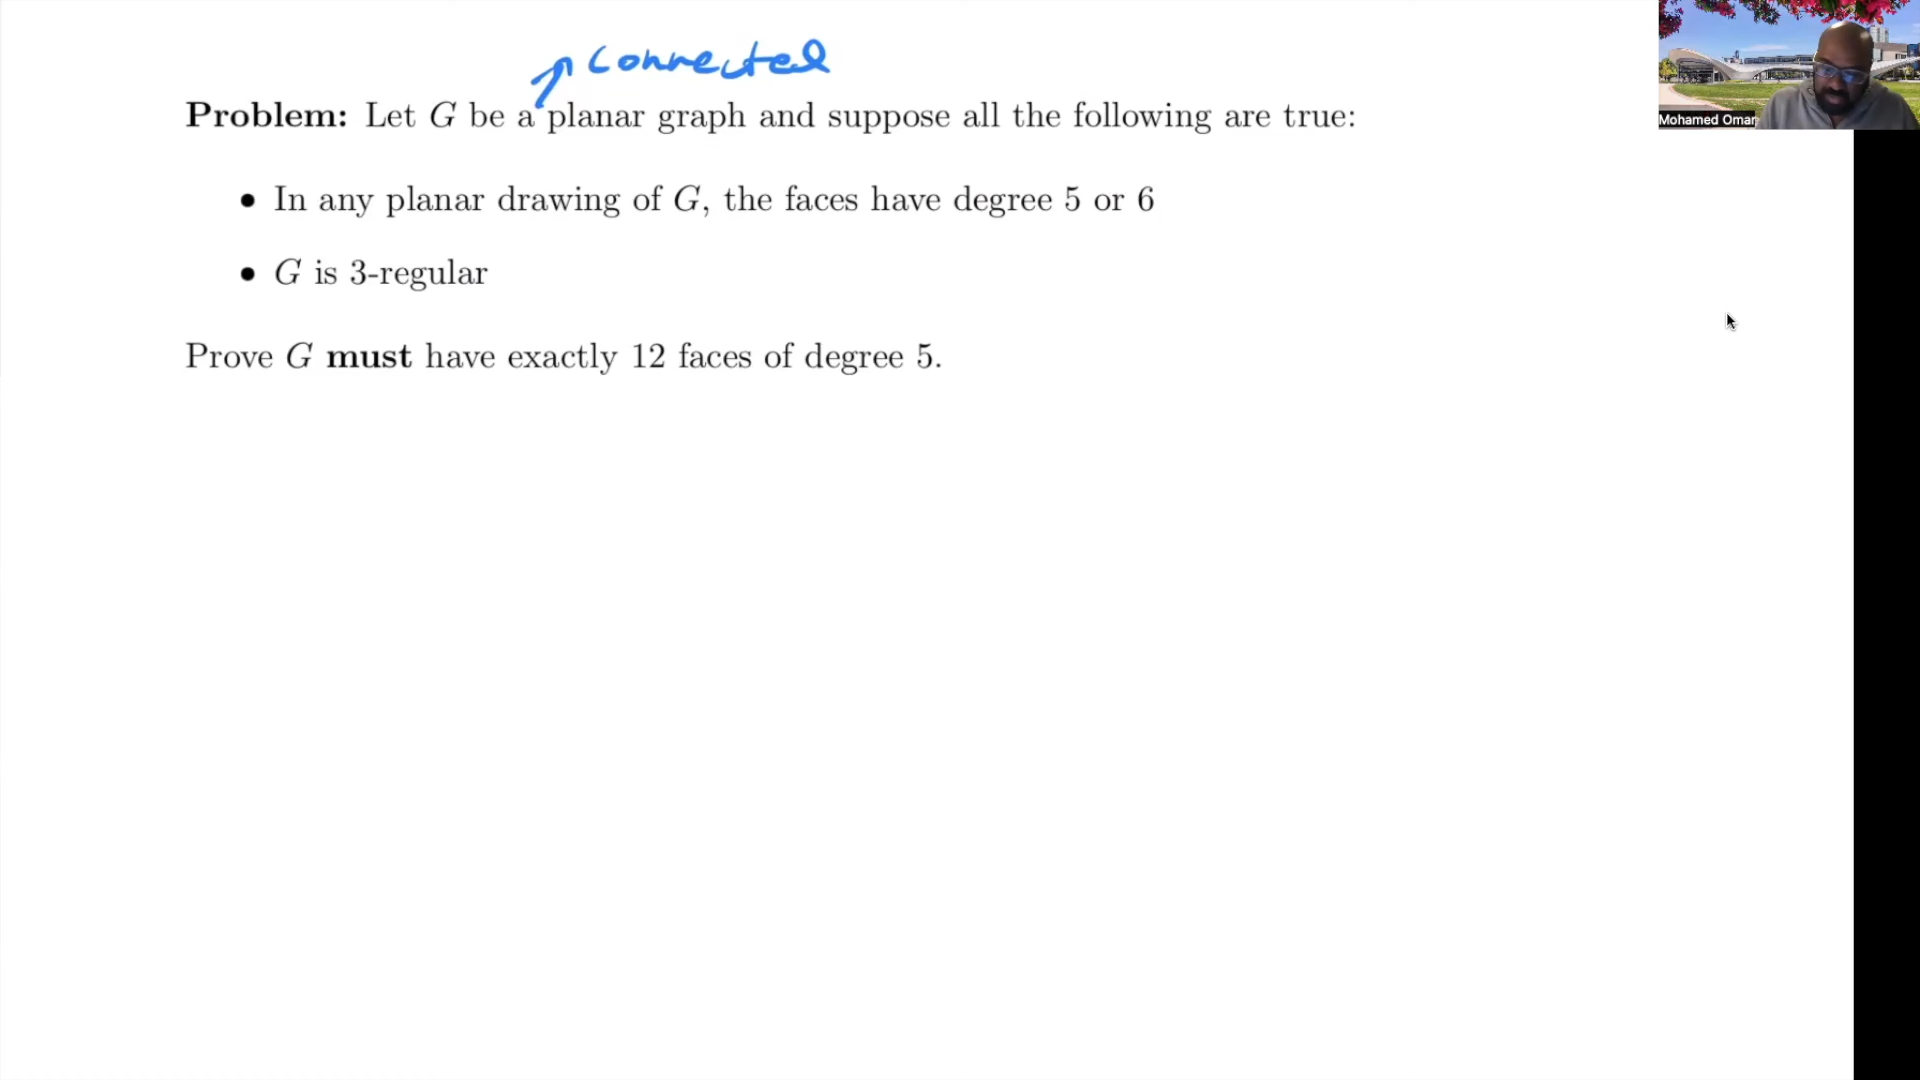 connected
Problem: Let G be a planar graph and suppose all the following are true:
• In any planar drawing of G, the faces have degree 5 or 6
• G is 3-regular
Prove G must have exactly 12 faces of degree 5.
Mohamed Omar